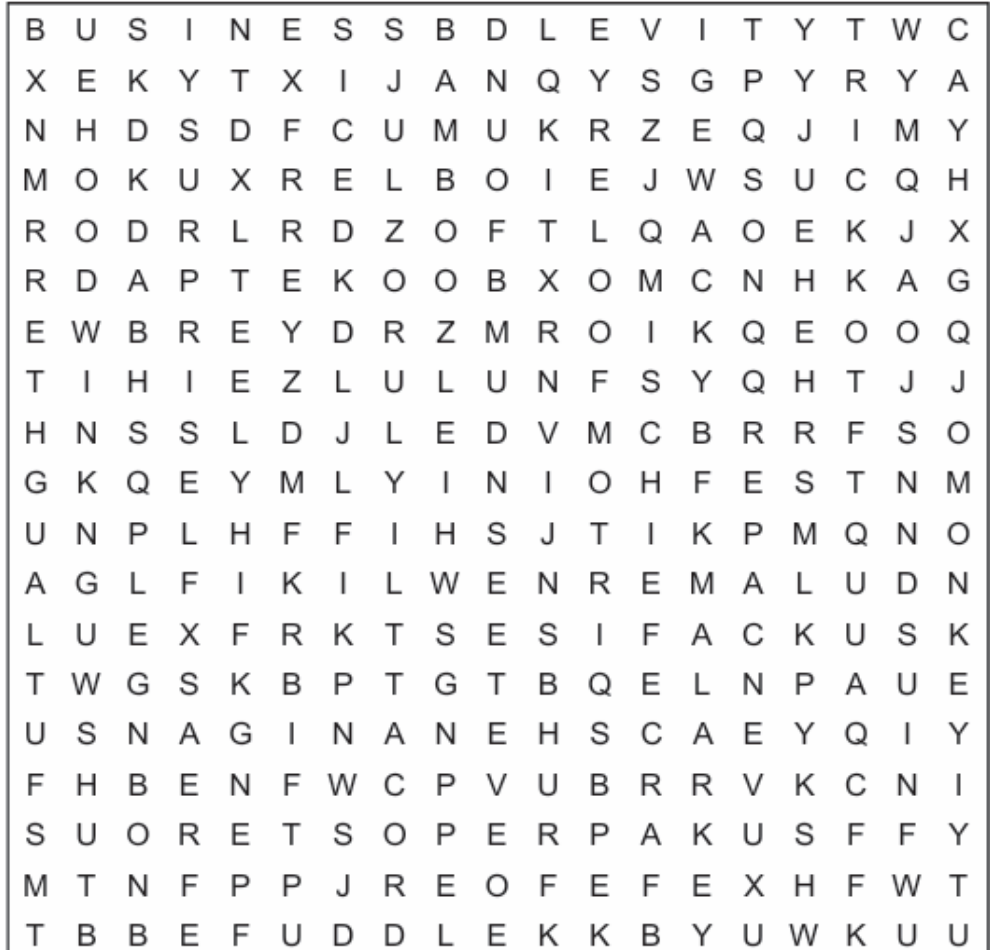 B U S I N E S S B D L E V I T Y T W C
X E K Y T X I J A N Q Y S G P Y R Y A
N H D S D F C U M U K R Z E Q J I M Y
M O K U X R E L B O I E J W S U C Q H
R O D R L R D Z O F T L Q A O E K J X
R D A P T E K O O B X O M C N H K A G
E W B R E Y D R Z M R O I K Q E O O Q
T I H I E Z L U L U N F S Y Q H T J J
H N S S L D J L E D V M C B R R F S O
G K Q E Y M L Y I N I O H F E S T N M
U N P L H F F I H S J T I K P M Q N O
A G L F I K I L W E N R E M A L U D N
L U E X F R K T S E S I F A C K U S K
T W G S K B P T G T B Q E L N P A U E
U S N A G I N A N E H S C A E Y Q I Y
F H B E N F W C P V U B R R V K C N I
S U O R E T S O P E R P A K U S F F Y
M T N F P P J R E O F E F E X H F W T
T B B E F U D D L E K K B Y U W K U U